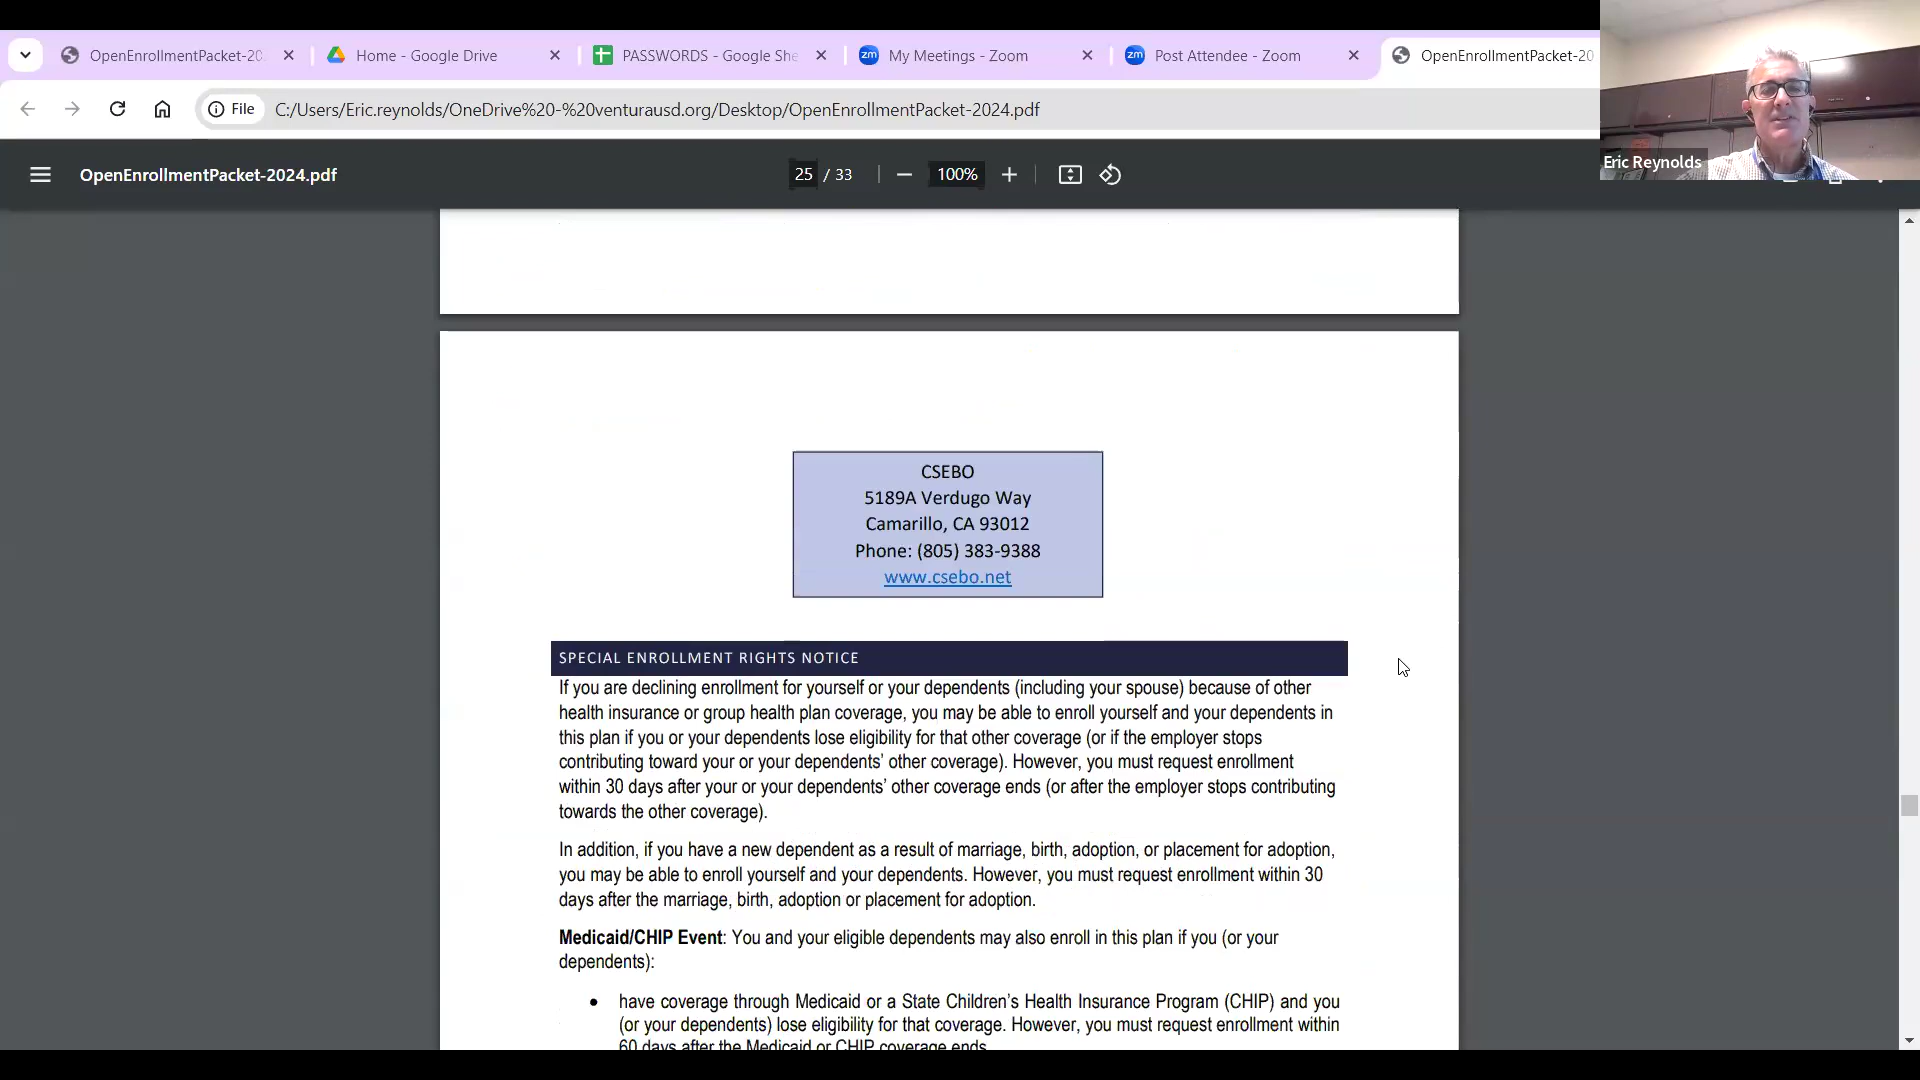 OpenEnrollmentPacket-20
Home - Google Drive
PASSWORDS - Google She
My Meetings - Zoom
Post Attendee - Zoom
OpenEnrollmentPacket-20
File
C:/Users/Eric.reynolds/OneDrive%20-%20venturausd.org/Desktop/OpenEnrollmentPacket-2024.pdf
Eric Reynolds
OpenEnrollmentPacket-2024.pdf
25 / 33
100%
CSEBO
5189A Verdugo Way
Camarillo, CA 93012
Phone: (805) 383-9388
www.csebo.net
SPECIAL ENROLLMENT RIGHTS NOTICE
If you are declining enrollment for yourself or your dependents (including your spouse) because of other
health insurance or group health plan coverage, you may be able to enroll yourself and your dependents in
this plan if you or your dependents lose eligibility for that other coverage (or if the employer stops
contributing toward your or your dependents’ other coverage). However, you must request enrollment
within 30 days after your or your dependents’ other coverage ends (or after the employer stops contributing
towards the other coverage).
In addition, if you have a new dependent as a result of marriage, birth, adoption, or placement for adoption,
you may be able to enroll yourself and your dependents. However, you must request enrollment within 30
days after the marriage, birth, adoption or placement for adoption.
Medicaid/CHIP Event: You and your eligible dependents may also enroll in this plan if you (or your
dependents):
• have coverage through Medicaid or a State Children’s Health Insurance Program (CHIP) and you
(or your dependents) lose eligibility for that coverage. However, you must request enrollment within
60 days after the Medicaid or CHIP coverage ends